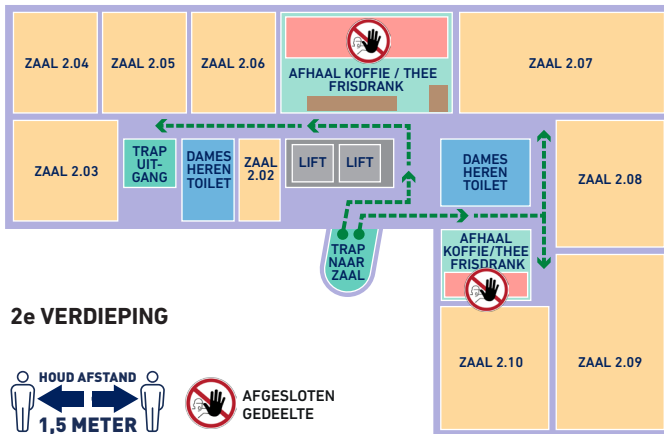 ZAAL 2.04
ZAAL 2.05
ZAAL 2.06
AFHAAL KOFFIE / THEE
FRISDRANK
ZAAL 2.07
ZAAL 2.03
TRAP
UIT-
GANG
DAMES
HEREN
TOILET
ZAAL
2.02
LIFT
LIFT
DAMES
HEREN
TOILET
ZAAL 2.08
TRAP
NAAR
ZAAL
AFHAAL
KOFFIE/THEE
FRISDRANK
ZAAL 2.10
ZAAL 2.09
2e VERDIEPING
HOUD AFSTAND
1,5 METER
AFGESLOTEN
GEDEELTE